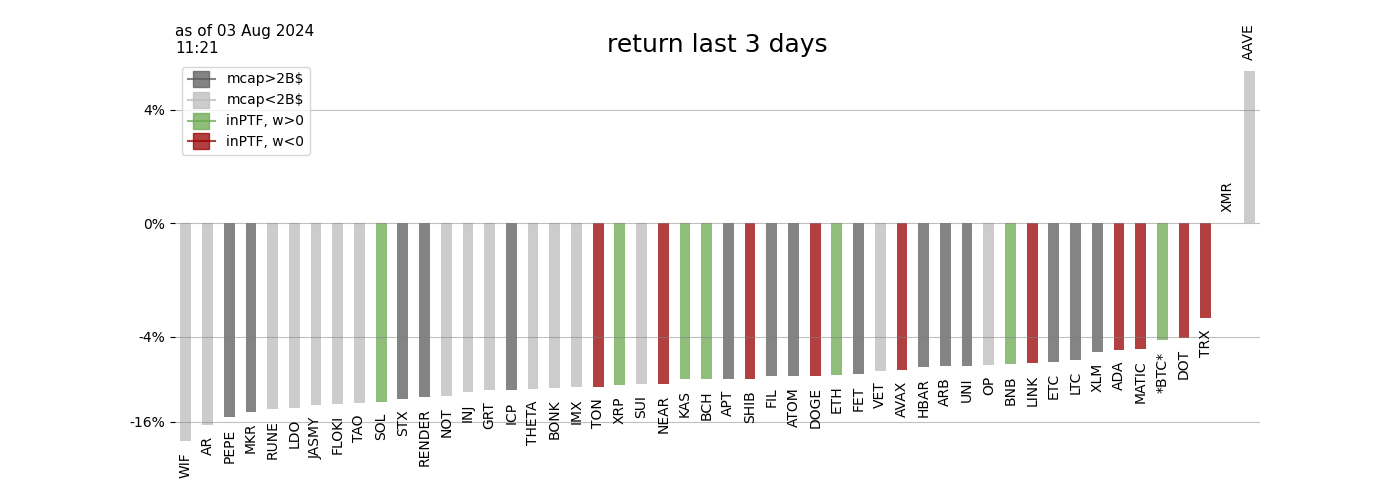 as of 03 Aug 2024
11:21
return last 3 days
mcap>2B$
mcap<2B$
inPTF, w>0
inPTF, w<0
4%
0%
-4%
-16%
WIF
AR
PEPE
MKR
RUNE
LDO
JASMY
FLOKI
TAO
SOL
STX
RENDER
NOT
INJ
GRT
ICP
THETA
BONK
IMX
TON
XRP
SUI
NEAR
KAS
BCH
APT
SHIB
FIL
ATOM
DOGE
ETH
FET
VET
AVAX
HBAR
AR
UNI
OP
BNB
LINK
ETC
LTC
XLM
ADA
MATIC
*BTC*
DOT
TRX
XMR
AAVE